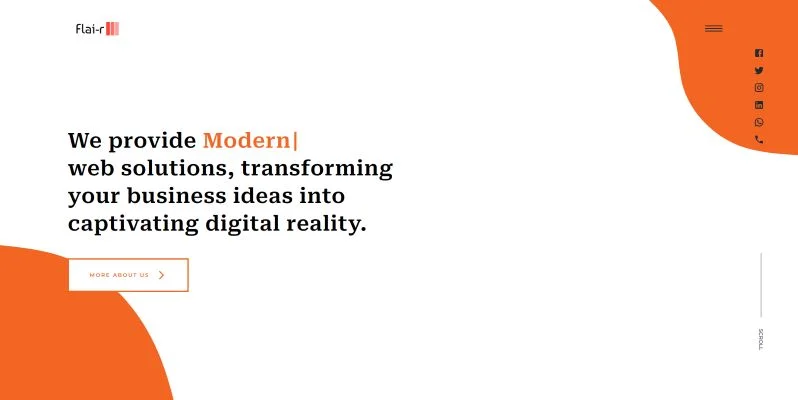 Flai-r
We provide Modern|
web solutions, transforming
your business ideas into
captivating digital reality.
MORE ABOUT US
SCROLL